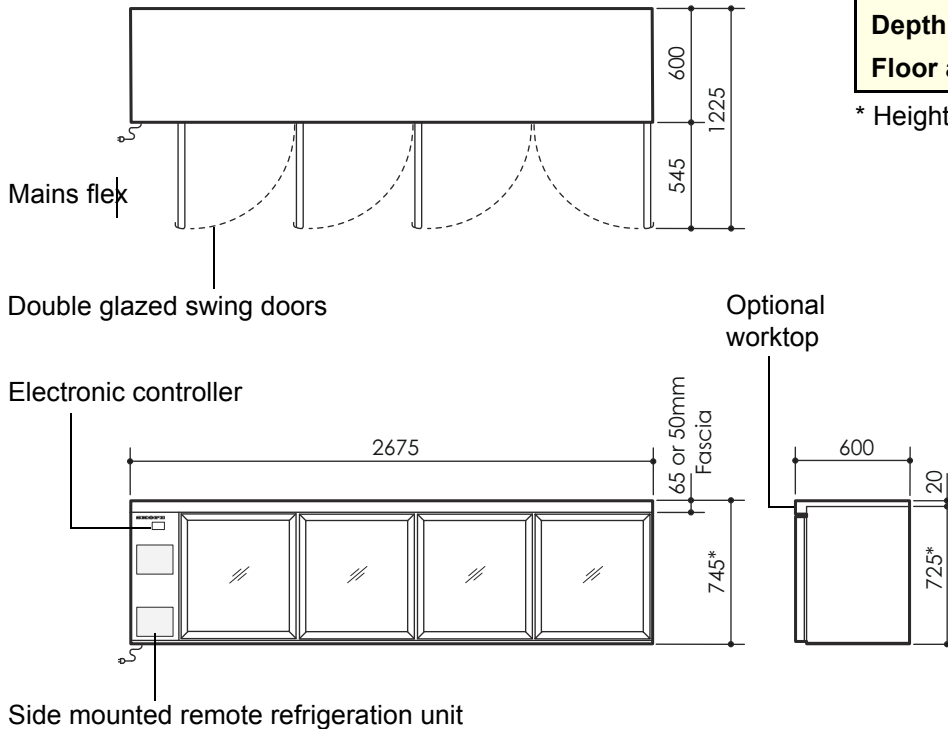 Depth
Floor
* Height
600
1225
545
Mains flex
Double glazed swing doors
Optional
worktop
Electronic controller
65 or 50mm
Fascia
2675
600
20
745*
725*
Side mounted remote refrigeration unit